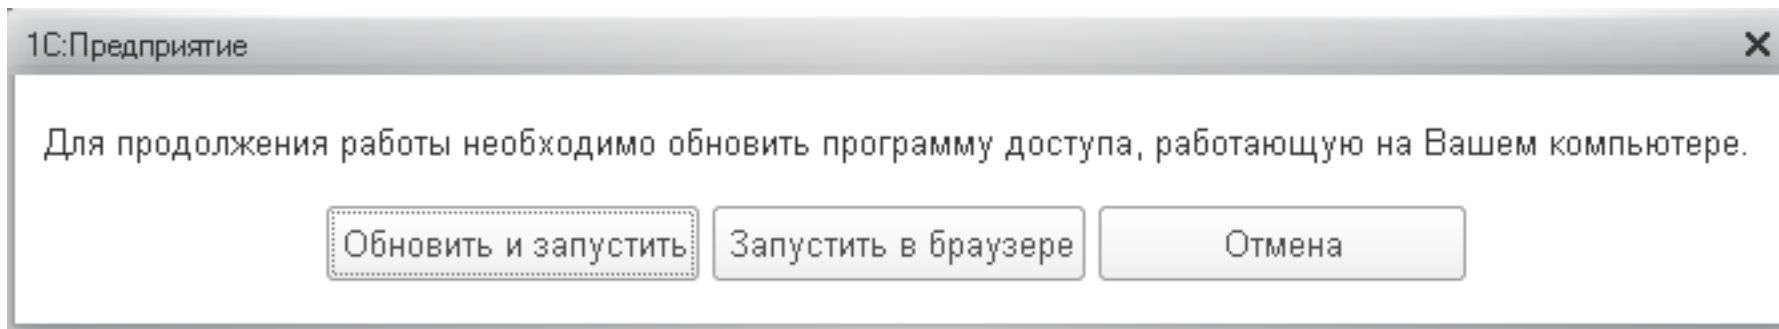 1С:Предприятие
Для продолжения работы необходимо обновить программу доступа, работающую на Вашем компьютере.
Обновить и запустить Запустить в браузере Отмена